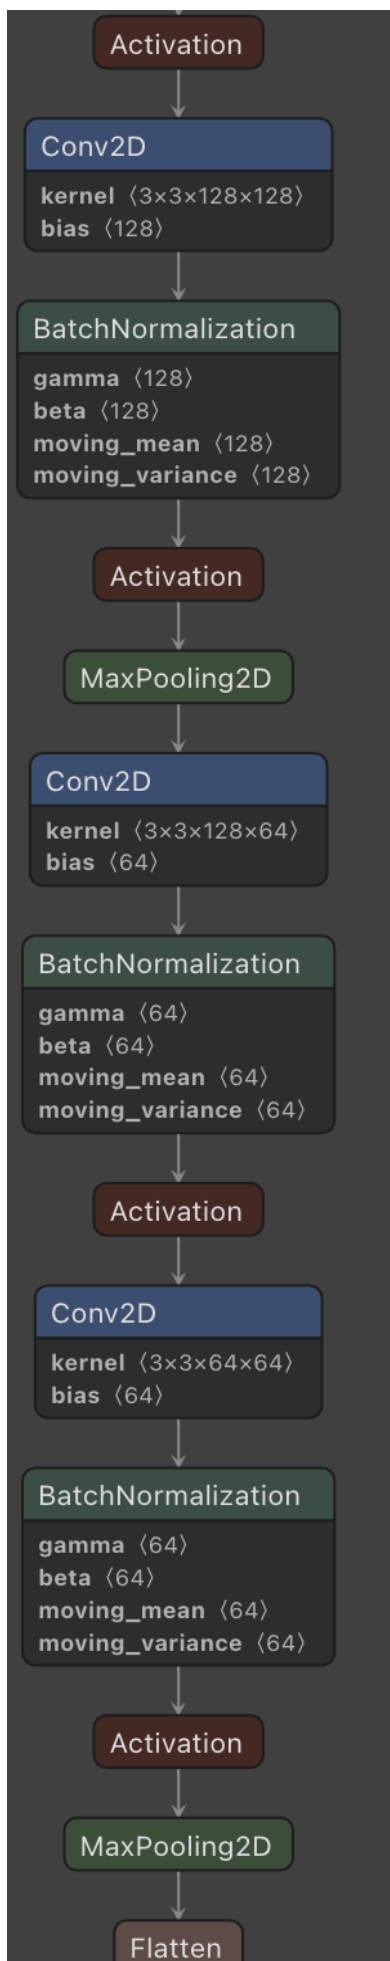 Activation
Conv2D
kernel 〈3×3×128×128〉
bias 〈128〉
BatchNormalization
gamma 〈128〉
beta 〈128〉
moving_mean 〈128〉
moving_variance 〈128〉
Activation
MaxPooling2D
Conv2D
kernel 〈3×3×128×64〉
bias 〈64〉
BatchNormalization
gamma 〈64〉
beta 〈64〉
moving_mean 〈64〉
moving_variance 〈64〉
Activation
Conv2D
kernel 〈3×3×64×64〉
bias 〈64〉
BatchNormalization
gamma 〈64〉
beta 〈64〉
moving_mean 〈64〉
moving_variance 〈64〉
Activation
MaxPooling2D
Flatten